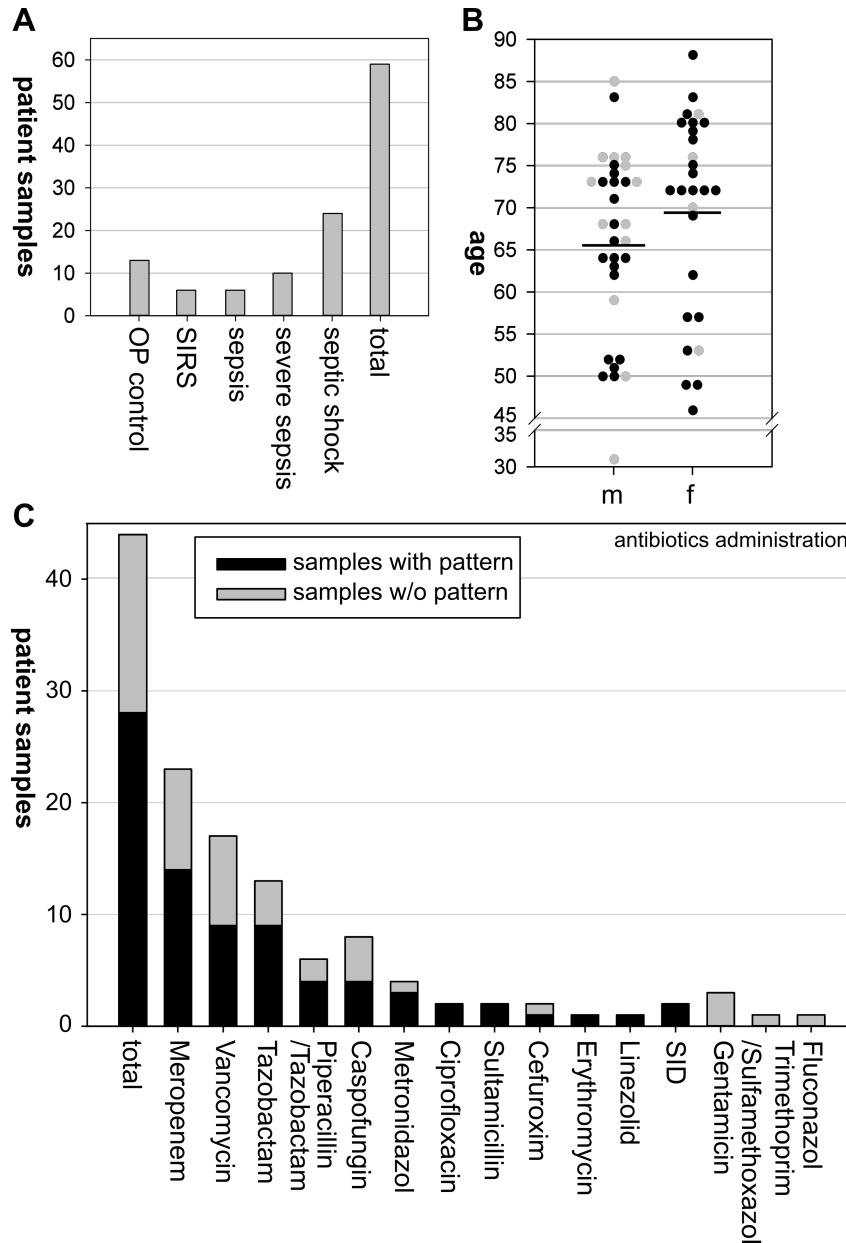 A
patient samples
60
50
40
30
20
10
0
OP control
SIRS
sepsis
severe sepsis
septic shock
total
B
age
90
85
80
75
70
65
60
55
50
45
35
30
m
f
C
antibiotics administration
samples with pattern
samples w/o pattern
patient samples
40
30
20
10
0
total
Meropenem
Vancomycin
Tazobactam
Piperacillin
/Tazobactam
Caspofungin
Metronidazol
Ciprofloxacin
Sultamicillin
Cefuroxim
Erythromycin
Linezolid
SID
Gentamicin
Trimethoprim
/Sulfamethoxazol
Fluconazol